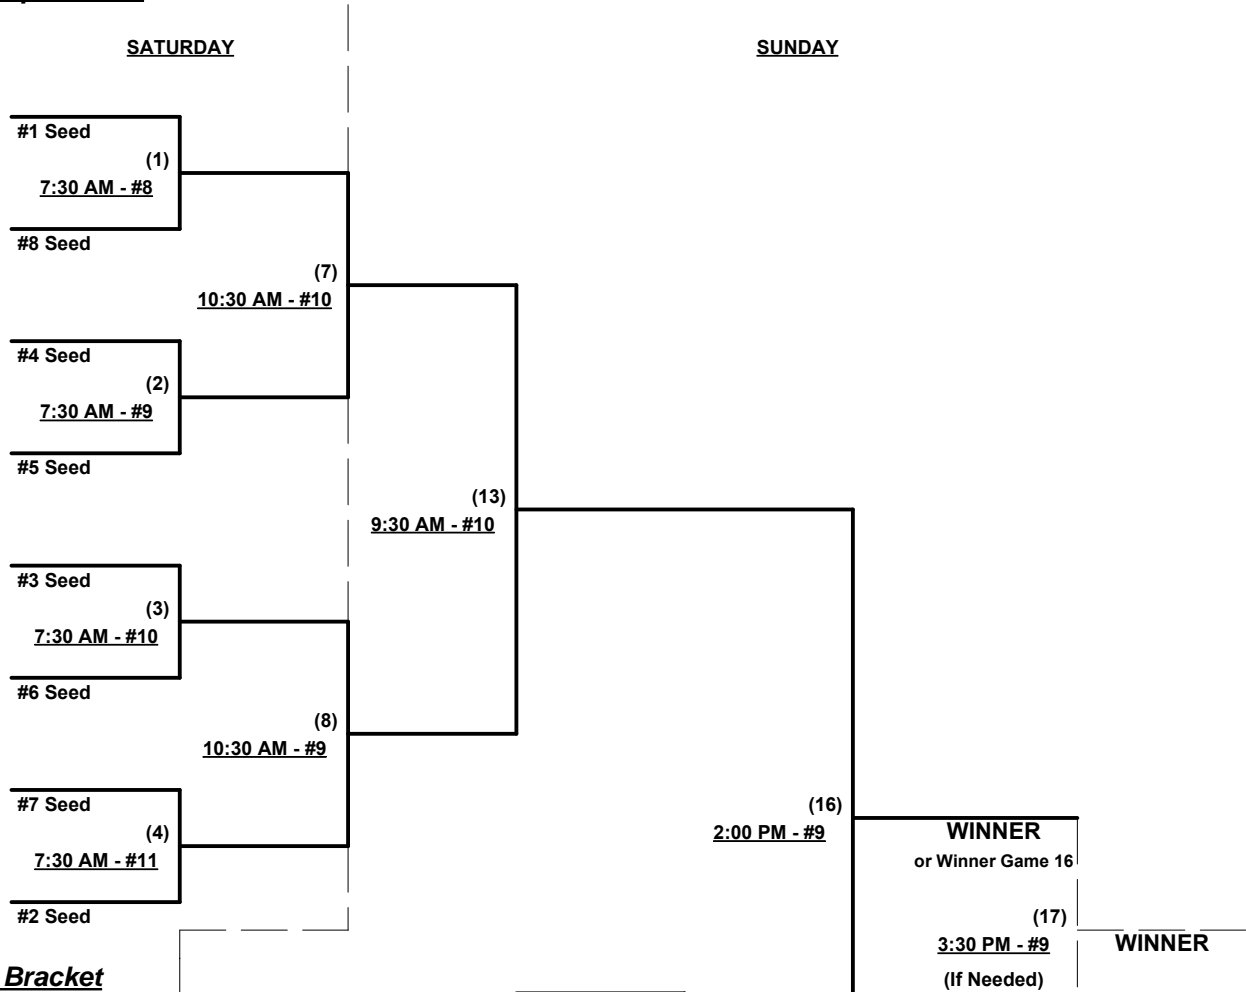 SATURDAY
SUNDAY
#1 Seed
(1)
7:30 AM - #8
#8 Seed
(7)
10:30 AM - #10
#4 Seed
(2)
7:30 AM - #9
#5 Seed
(13)
9:30 AM - #10
#3 Seed
(3)
7:30 AM - #10
#6 Seed
(8)
10:30 AM - #9
#7 Seed
(4)
7:30 AM - #11
#2 Seed
(16)
2:00 PM - #9
WINNER
or Winner Game 16
(17)
3:30 PM - #9
(If Needed)
WINNER
Bracket